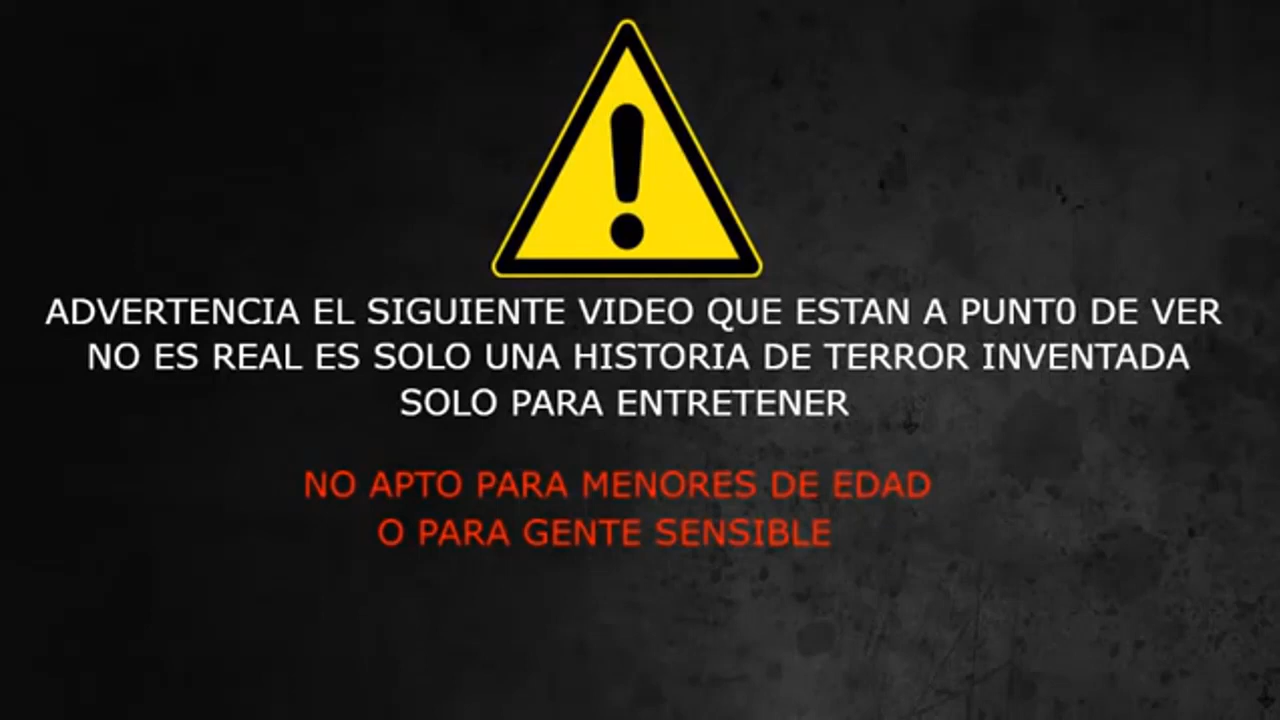 ADVERTENCIA EL SIGUIENTE VIDEO QUE ESTAN A PUNT0 DE VER
NO ES REAL ES SOLO UNA HISTORIA DE TERROR INVENTADA
SOLO PARA ENTRETENER
NO APTO PARA MENORES DE EDAD
O PARA GENTE SENSIBLE